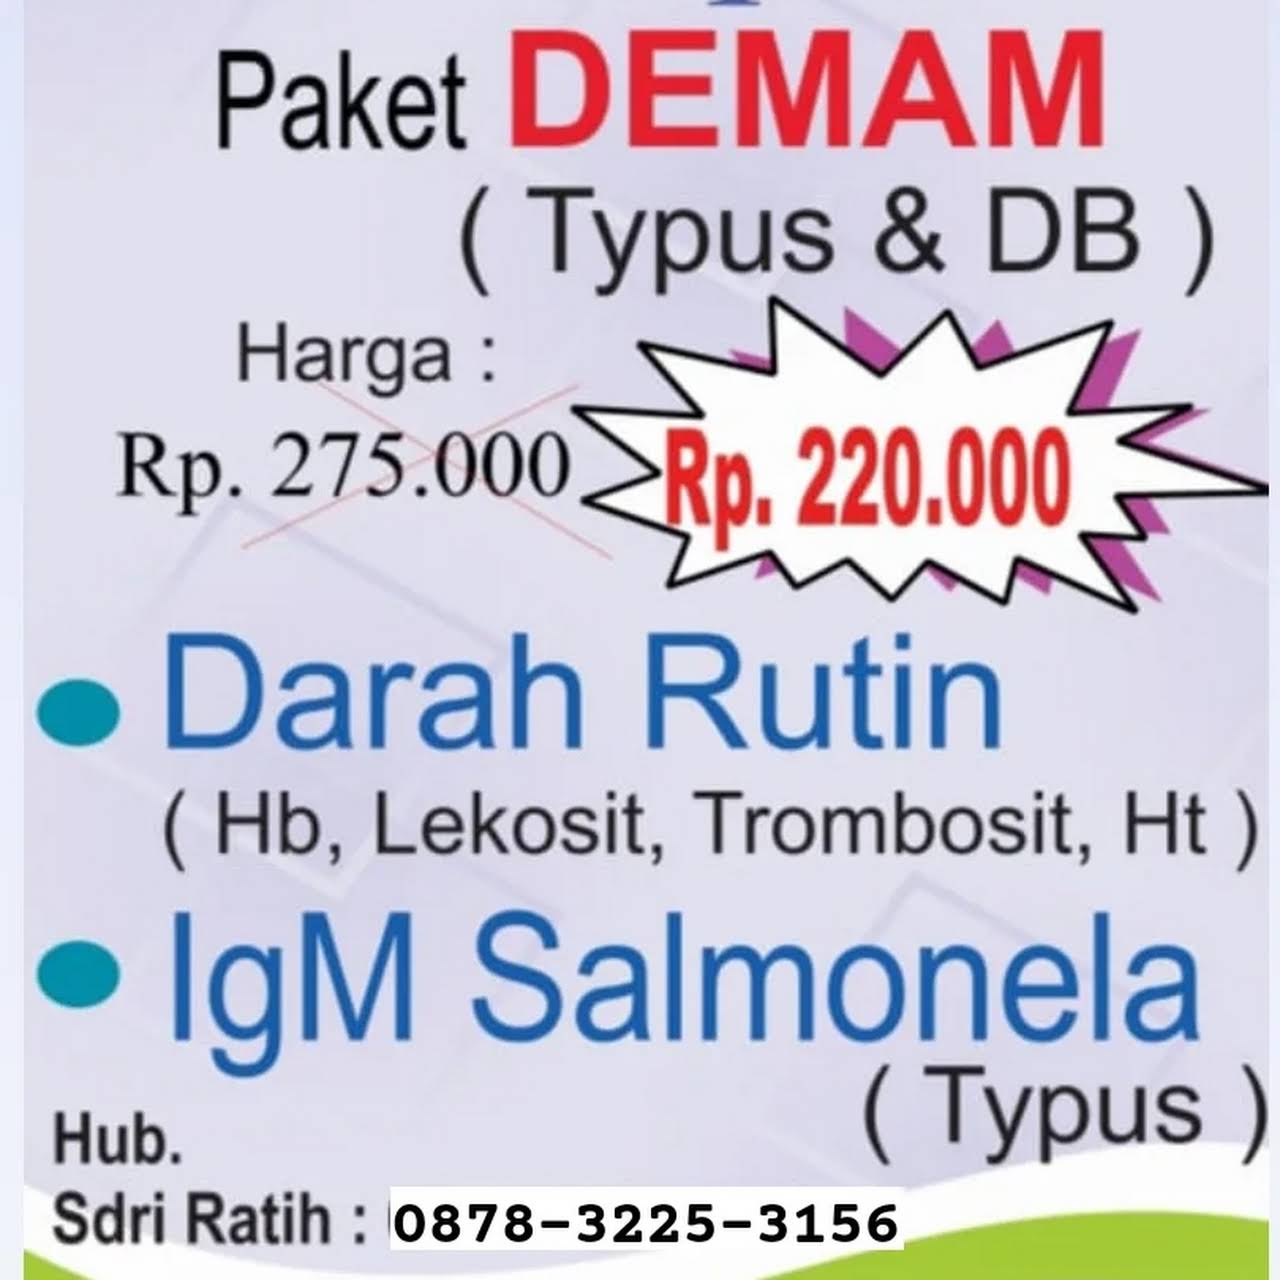 Paket DEMAM
( Typus & DB )
Harga :
Rp. 275.000
Rp. 220.000
Darah Rutin
( Hb, Lekosit, Trombosit, Ht )
IgM Salmonela
( Typus )
Hub.
Sdri Ratih : 0878-3225-3156